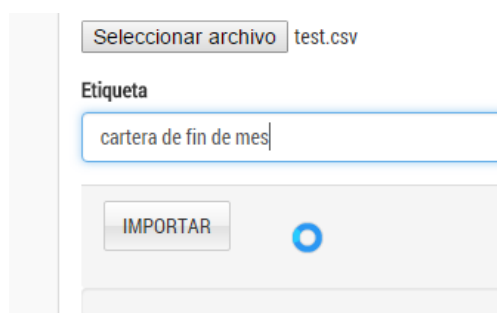 Seleccionar archivo test.csv
Etiqueta
cartera de fin de mes
IMPORTAR